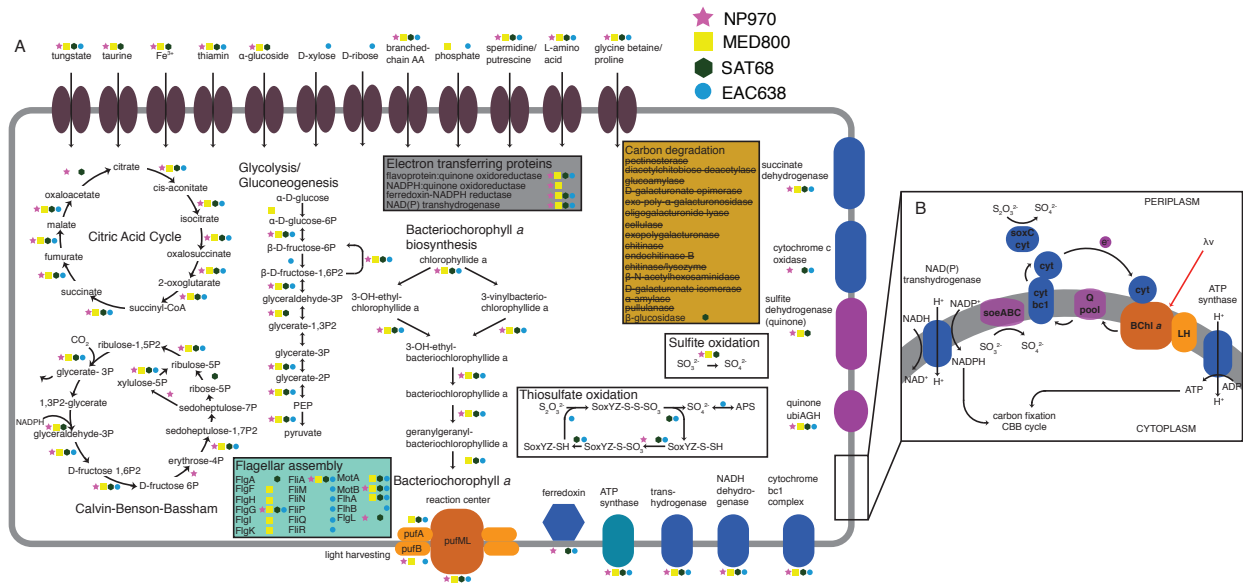 NP970
MED800
SAT68
EAC638
A
tungstate
taurine
Fe³⁺
thiamin
α-glucoside
D-xylose
D-ribose
branched-
chain AA
phosphate
spermidine/
putrescine
L-amino
acid
glycine betaine/
proline
citrate
cis-aconitate
isocitrate
oxalosuccinate
2-oxoglutarate
succinyl-CoA
succinate
fumurate
malate
oxaloacetate
Citric Acid Cycle
Glycolysis/
Gluconeogenesis
α-D-glucose
α-D-glucose-6P
β-D-fructose-6P
β-D-fructose-1,6P2
glyceraldehyde-3P
glycerate-1,3P2
glycerate-3P
glycerate-2P
PEP
pyruvate
Electron transferring proteins
flavoprotein:quinone oxidoreductase
NADPH:quinone oxidoreductase
ferredoxin-NADPH reductase
NAD(P) transhydrogenase
Bacteriochorophyll a
biosynthesis
chlorophyllide a
3-OH-ethyl-
chlorophyllide a
3-vinylbacterio-
chlorophyllide a
3-OH-ethyl-
bacteriochlorophyllide a
bacteriochlorophyllide a
geranylgeranyl-
bacteriochlorophyllide a
Bacteriochorophyll a
reaction center
pufA
pufB
pufML
light harvesting
Carbon degradation
pectinesterase
diacetylchitobiose deacetylase
glucoamylase
D-galacturonate epimerase
exo-poly-α-galacturonosidase
oligogalacturonide lyase
cellulase
exopolygalacturonase
chitinase
endochitinase B
chitinase/lysozyme
β-N-acetylhexosaminidase
D-galacturonate isomerase
α-amylase
pullulanase
β-glucosidase
Sulfite oxidation
SO₃²⁻ SO₄²⁻
Thiosulfate oxidation
S₂O₃²⁻ SoxYZ-S-S-SO₃ SO₄²⁻ APS
SoxYZ-SH SoxYZ-S-SO₃ SoxYZ-S-SH
succinate
dehydrogenase
cytochrome c
oxidase
sulfite
dehydrogenase
(quinone)
quinone
ubiAGH
CO₂
ribulose-1,5P2
glycerate- 3P
1,3P2-glycerate
NADPH
glyceraldehyde-3P
D-fructose 1,6P2
D-fructose 6P
erythrose-4P
sedoheptulose-1,7P2
sedoheptulose-7P
ribose-5P
xylulose-5P
ribulose-5P
Calvin-Benson-Bassham
Flagellar assembly
FlgA FliA MotA
FlgF FliM MotB
FlgH FliN FlhA
FlgG FliP FlhB
FlgI FliQ FlgL
FlgK FliR
ferredoxin
ATP
synthase
trans-
hydrogenase
NADH
dehydro-
genase
cytochrome
bc1
complex
B
PERIPLASM
S₂O₃²⁻ SO₄²⁻
soxC
cyt
cyt
e⁻
λν
NAD(P)
transhydrogenase
NADH
H⁺
NADP⁺
soeABC
cyt
bc1
Q
pool
cyt
BChl a
LH
ATP
synthase
H⁺
SO₃²⁻ SO₄²⁻
NADPH
NAD⁺
H⁺
ATP
ADP
H⁺
carbon fixation
CBB cycle
CYTOPLASM